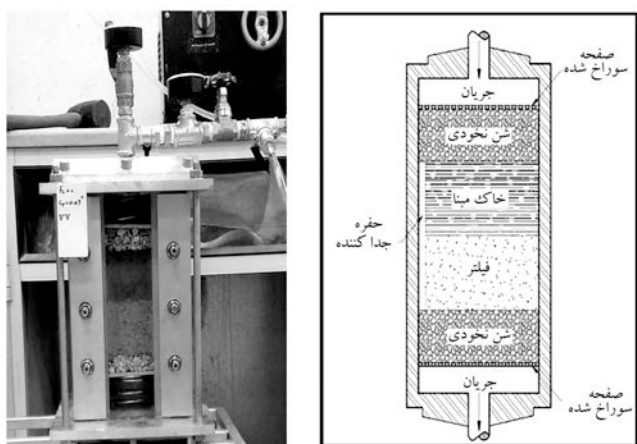 صفحه
سوراخ شده
جریان
شن نخودی
خاک مبنا
حفره
جدا کننده
فیلتر
شن نخودی
جریان
صفحه
سوراخ شده